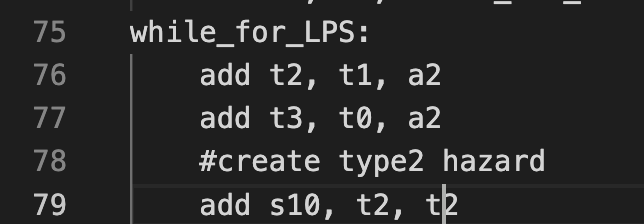 75 while_for_LPS:
76 add t2, t1, a2
77 add t3, t0, a2
78 #create type2 hazard
79 add s10, t2, t2